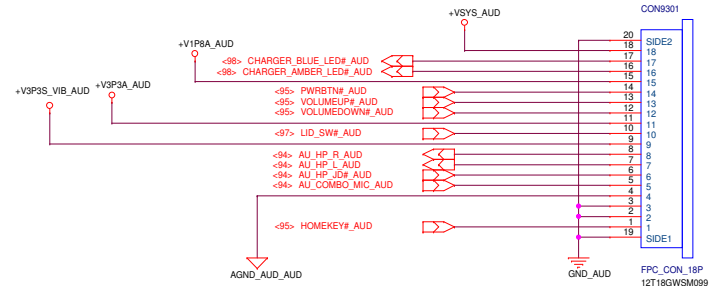 CON9301
+VSYS_AUD
20 SIDE2
18 18
+V1P8A_AUD
<98> CHARGER_BLUE_LED#_AUD 17 17
<98> CHARGER_AMBER_LED#_AUD 16 16
15 15
+V3P3S_VIB_AUD +V3P3A_AUD
<95> PWRBTN#_AUD 14 14
<95> VOLUMEUP#_AUD 13 13
<95> VOLUMEDOWN#_AUD 12 12
11 11
<97> LID_SW#_AUD 10 10
9 9
<94> AU_HP_R_AUD 8 8
<94> AU_HP_L_AUD 7 7
<94> AU_HP_JD#_AUD 6 6
<94> AU_COMBO_MIC_AUD 5 5
4 4
3 3
2 2
<95> HOMEKEY#_AUD 1 1
19 SIDE1
AGND_AUD_AUD
GND_AUD
FPC_CON_18P
12T18GWSM099